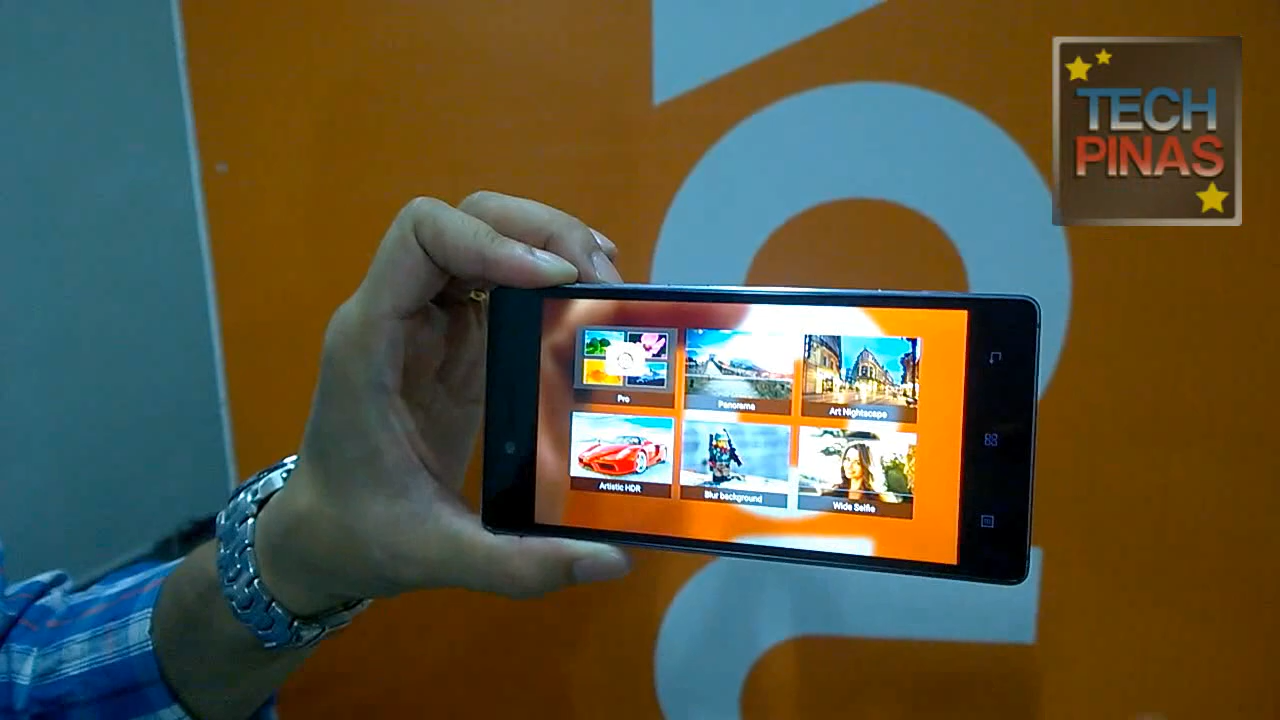 TECH
PINAS
Pro
Panorama
Art Nightscape
Artistic HDR
Blur background
Wide Selfie